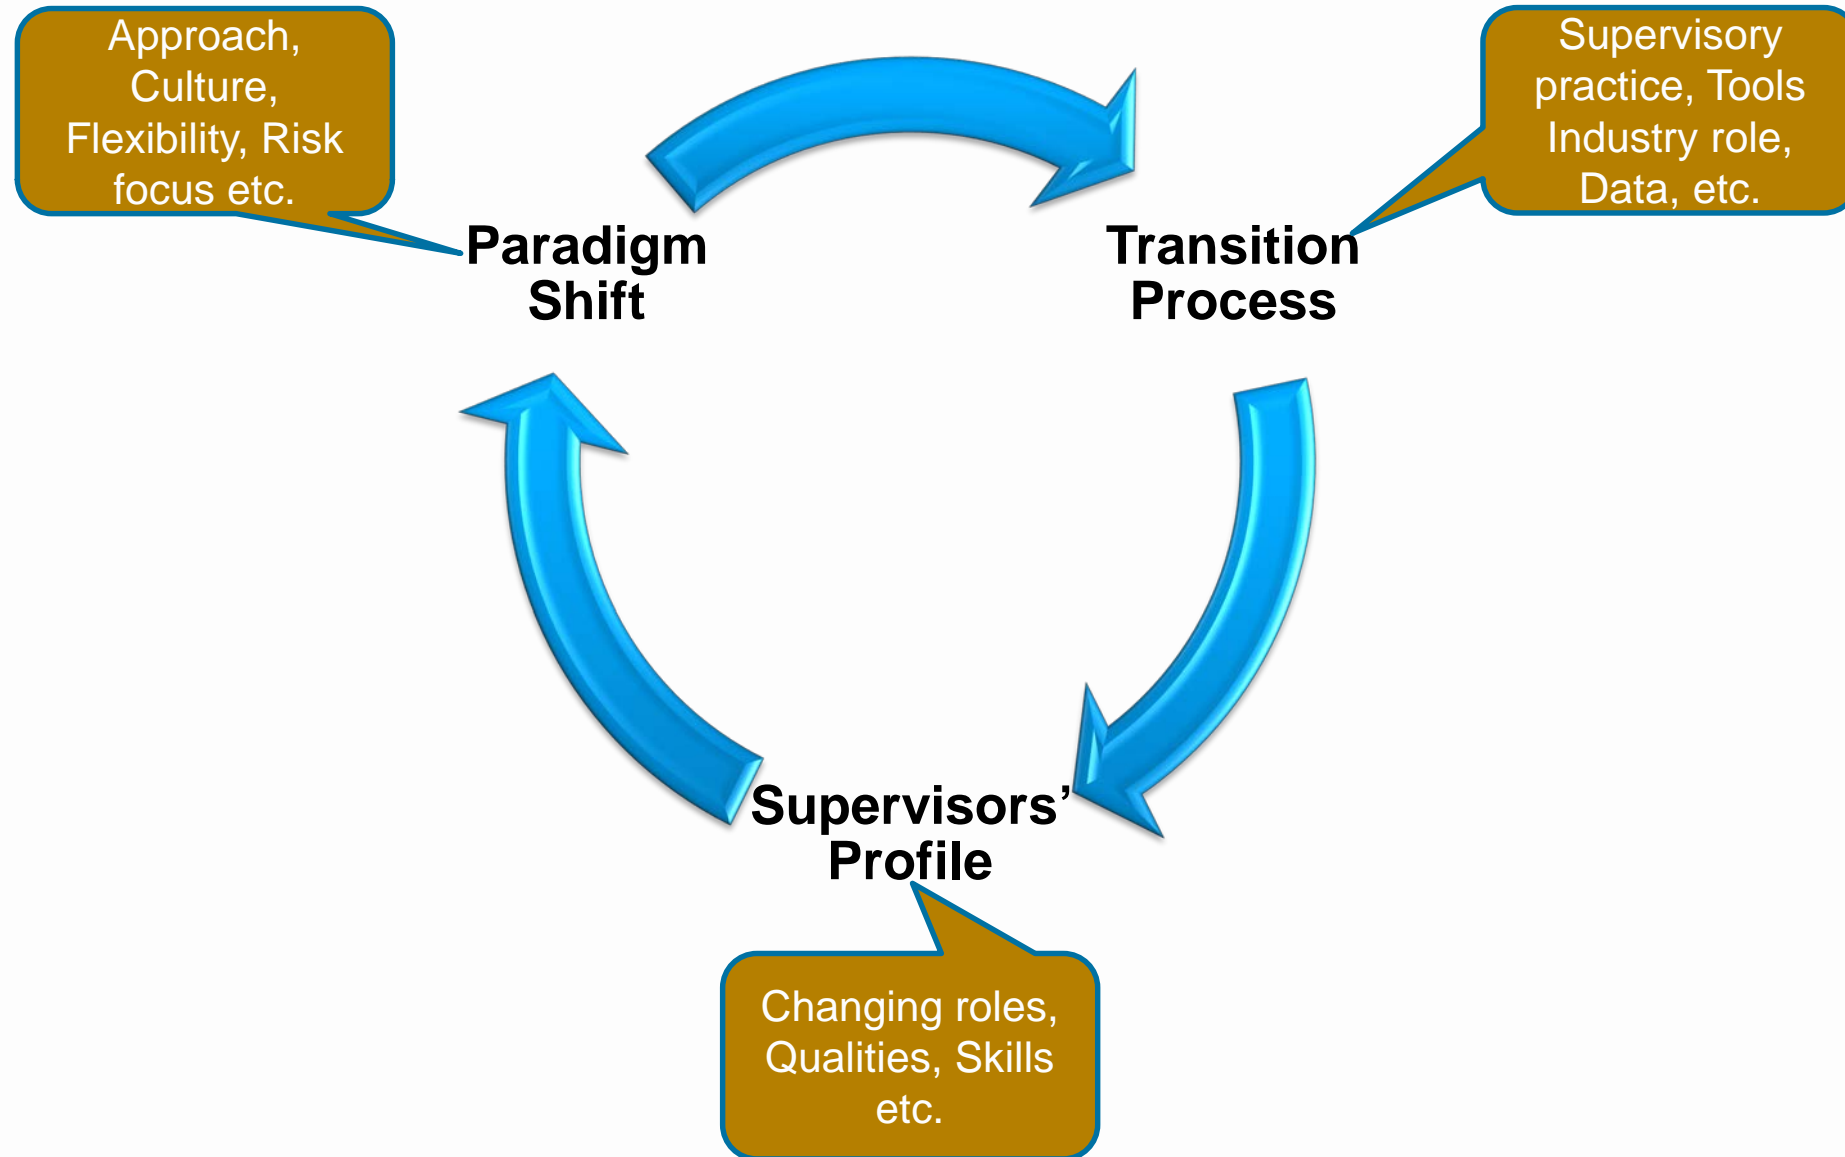 Approach,
Culture,
Flexibility, Risk
focus etc.
Supervisory
practice, Tools
Industry role,
Data, etc.
Paradigm
Shift
Transition
Process
Supervisors’
Profile
Changing roles,
Qualities, Skills
etc.